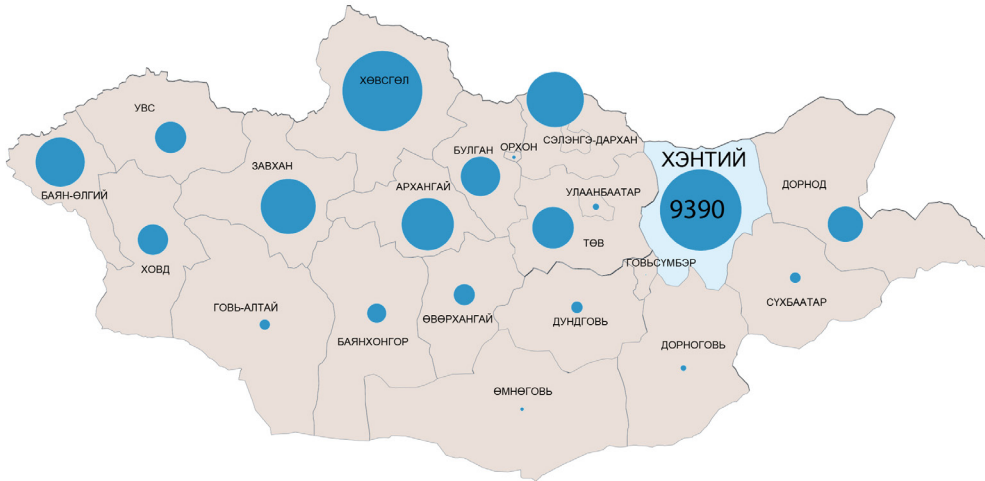 ХӨВСГӨЛ
УВС
СЭЛЭНГЭ-ДАРХАН
БУЛГАН
ОРХОН
ХЭНТИЙ
ЗАВХАН
ДОРНОД
БАЯН-ӨЛГИЙ
АРХАНГАЙ
УЛААНБААТАР
9390
ТӨВ
ХОВД
ГОВЬСҮМБЭР
СҮХБААТАР
ГОВЬ-АЛТАЙ
ӨВӨРХАНГАЙ
ДУНДГОВЬ
БАЯНХОНГОР
ДОРНОГОВЬ
ӨМНӨГОВЬ